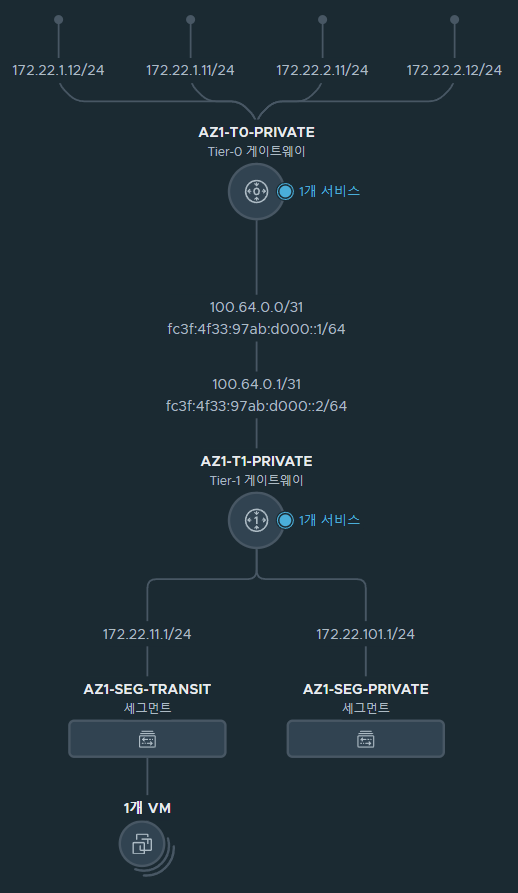 172.22.1.12/24 172.22.1.11/24 172.22.2.11/24 172.22.2.12/24
AZ1-T0-PRIVATE
Tier-0 게이트웨이
0
1개 서비스
100.64.0.0/31
fc3f:4f33:97ab:d000::1/64
100.64.0.1/31
fc3f:4f33:97ab:d000::2/64
AZ1-T1-PRIVATE
Tier-1 게이트웨이
1
1개 서비스
172.22.11.1/24 172.22.101.1/24
AZ1-SEG-TRANSIT AZ1-SEG-PRIVATE
세그먼트 세그먼트
1개 VM